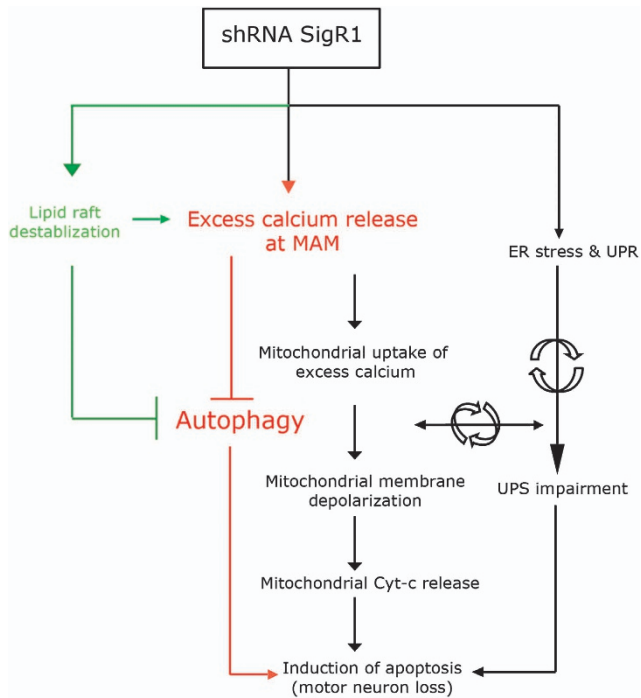 shRNA SigR1
Lipid raft
destablization
Excess calcium release
at MAM
ER stress & UPR
Mitochondrial uptake of
excess calcium
Autophagy
Mitochondrial membrane
depolarization
UPS impairment
Mitochondrial Cyt-c release
Induction of apoptosis
(motor neuron loss)